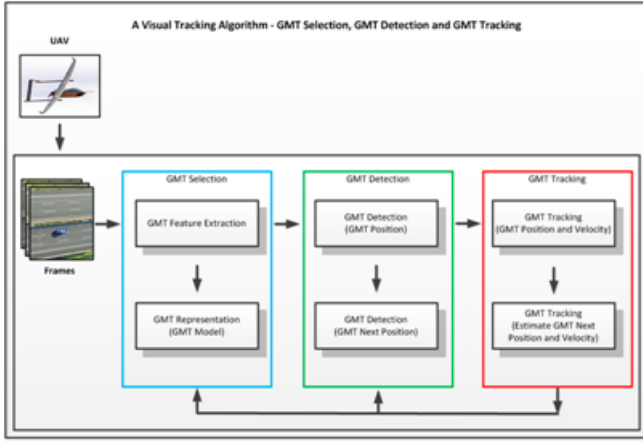 A Visual Tracking Algorithm - GMT Selection, GMT Detection and GMT Tracking
UAV
GMT Selection
GMT Detection
GMT Tracking
GMT Feature Extraction
GMT Detection
(GMT Position)
GMT Tracking
(GMT Position and Velocity)
Frames
GMT Representation
(GMT Model)
GMT Detection
(GMT Next Position)
GMT Tracking
(Estimate GMT Next
Position and Velocity)